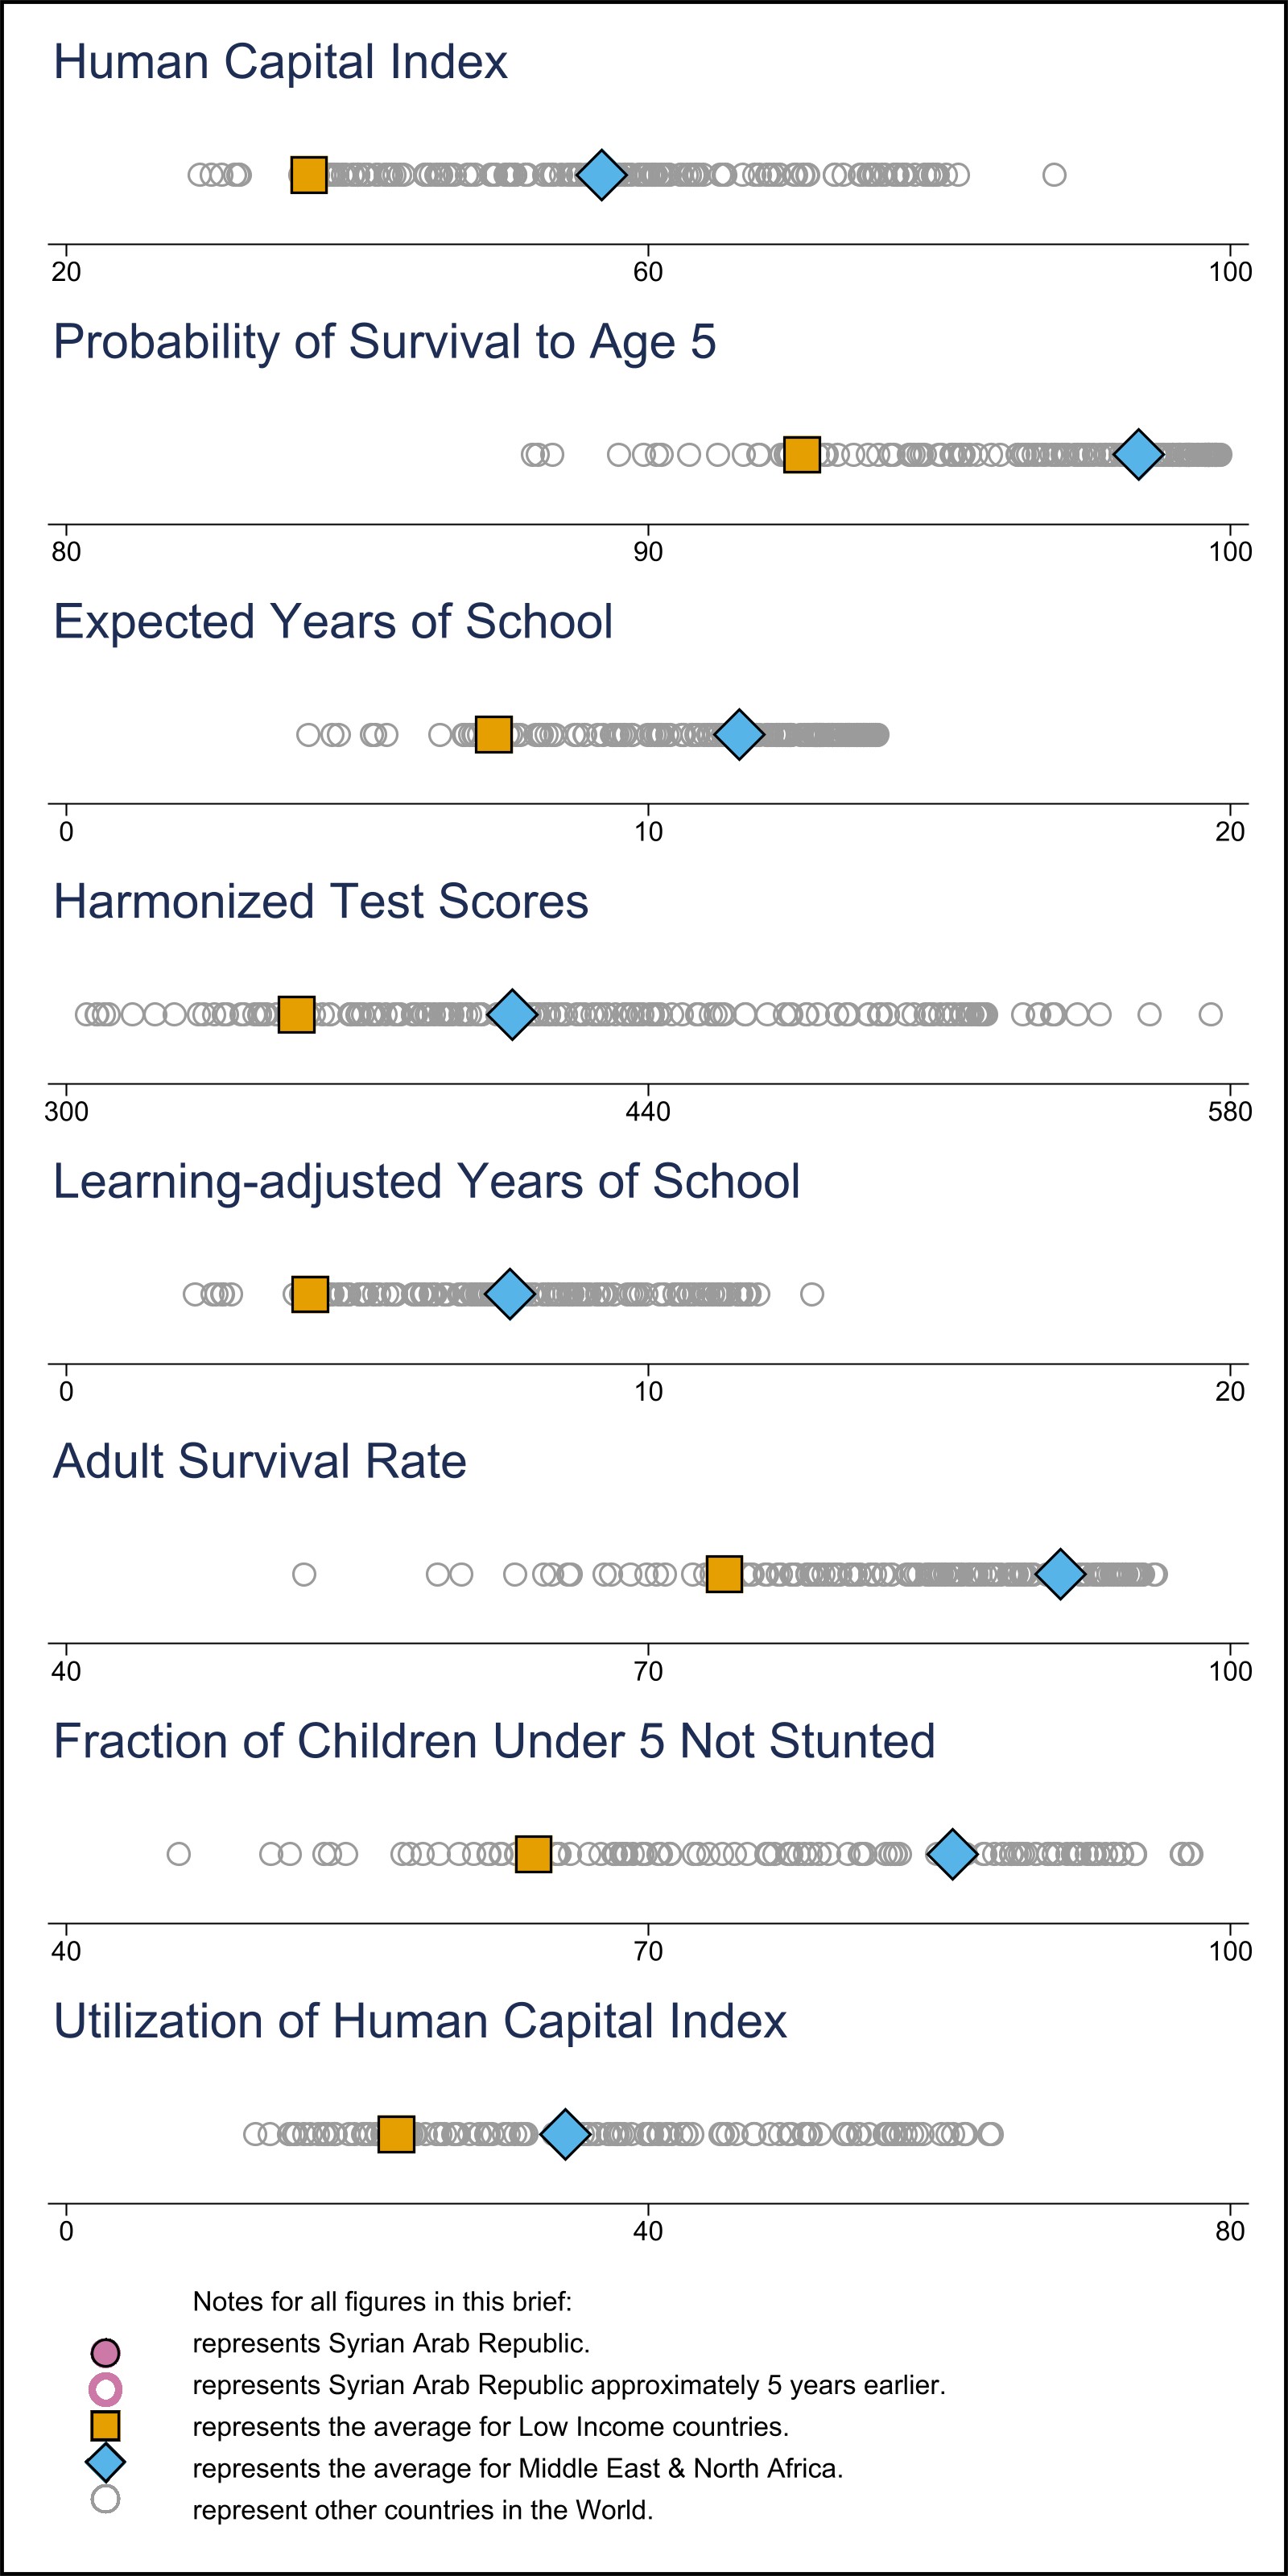 Human Capital Index
20 60 100
Probability of Survival to Age 5
80 90 100
Expected Years of School
0 10 20
Harmonized Test Scores
300 440 580
Learning-adjusted Years of School
0 10 20
Adult Survival Rate
40 70 100
Fraction of Children Under 5 Not Stunted
40 70 100
Utilization of Human Capital Index
0 40 80
Notes for all figures in this brief:
represents Syrian Arab Republic.
represents Syrian Arab Republic approximately 5 years earlier.
represents the average for Low Income countries.
represents the average for Middle East & North Africa.
represent other countries in the World.